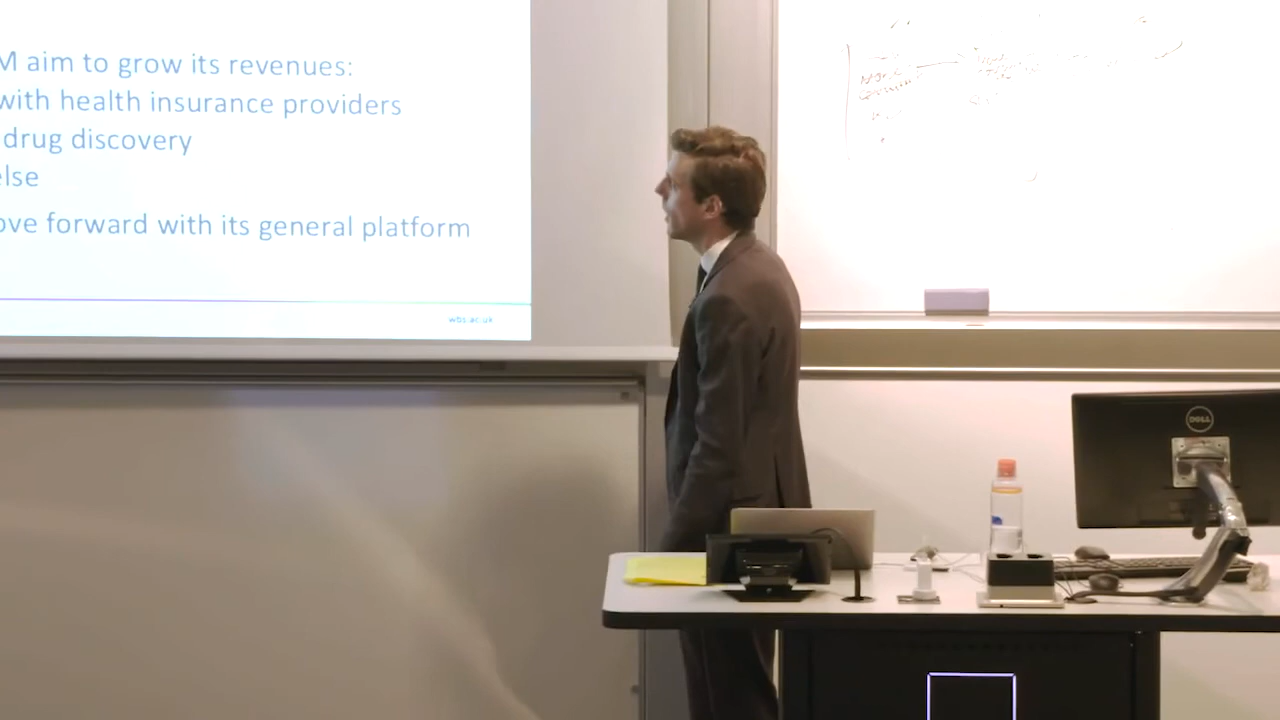 M aim to grow its revenues:
with health insurance providers
drug discovery
else
ove forward with its general platform
wbs.ac.uk
DELL